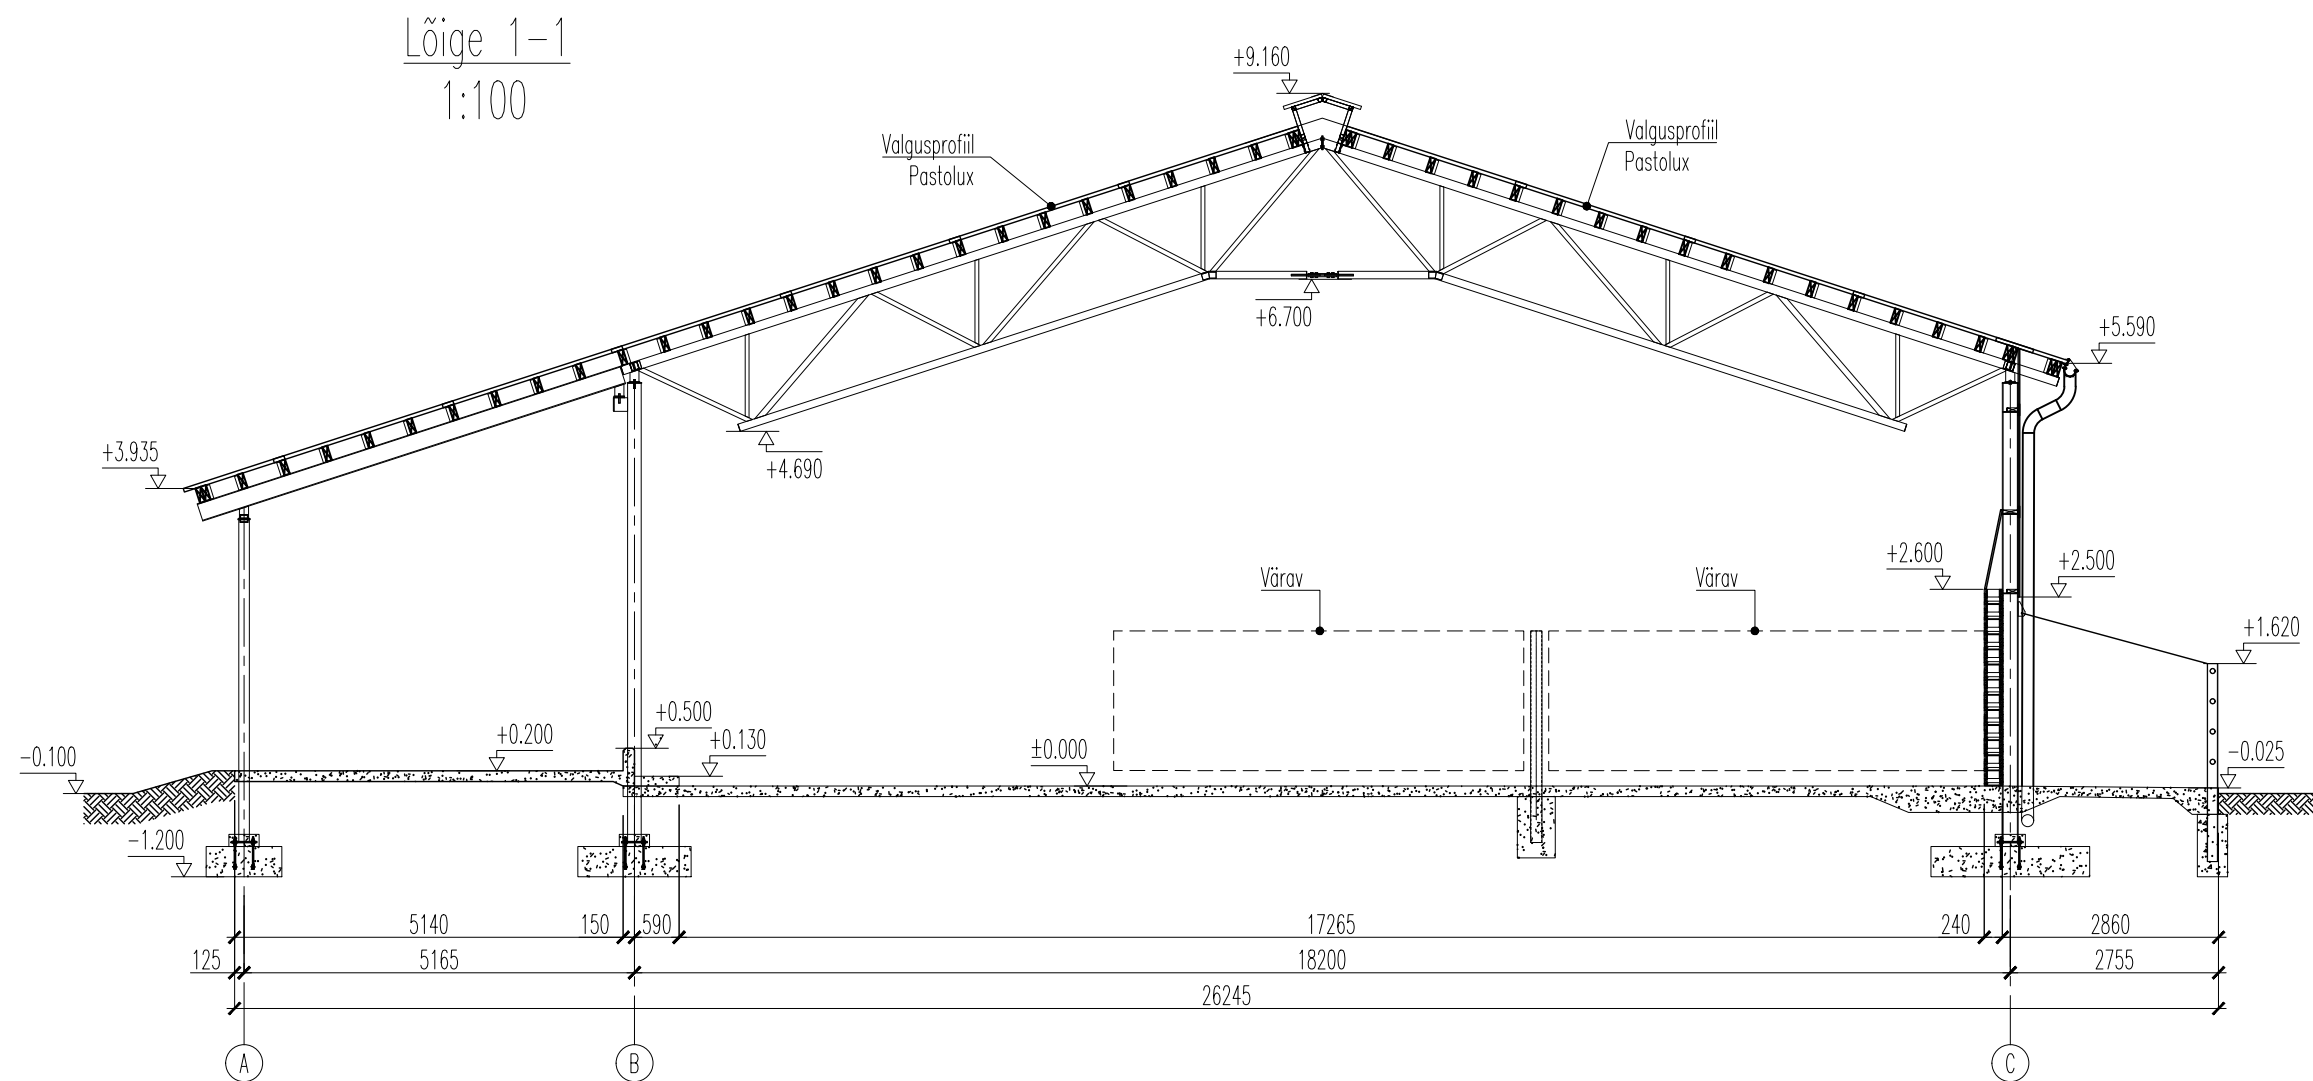 Lõige 1-1
1:100
+9.160
Valgusprofiil
Pastolux
Valgusprofiil
Pastolux
+6.700
+5.590
+3.935
+4.690
+2.600
+2.500
Värav
Värav
+1.620
+0.500
+0.200
+0.130
±0.000
-0.100
-0.025
-1.200
5140 150 590 17265 240 2860
125 5165 18200 2755
26245
A B C